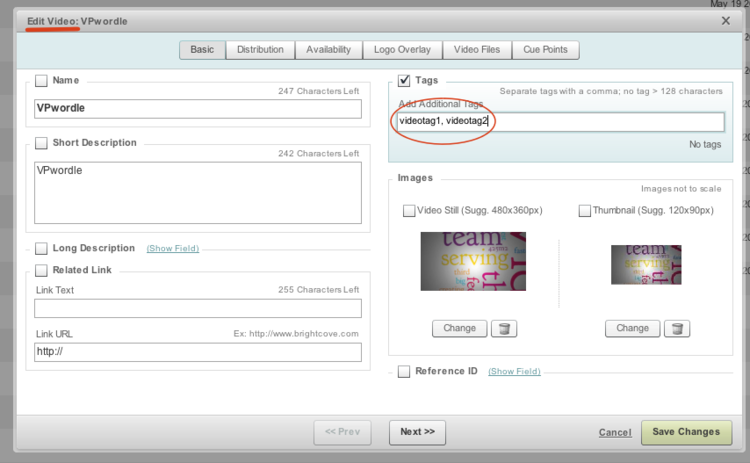 May 19 2
Edit Video: VPwordle
Basic Distribution Availability Logo Overlay Video Files Cue Points
Name
247 Characters Left
VPwordle
Short Description
242 Characters Left
VPwordle
Long Description (Show Field)
Related Link
Link Text 255 Characters Left
Link URL Ex: http://www.brightcove.com
http://
Tags
Separate tags with a comma; no tag > 128 characters
Add Additional Tags
videotag1, videotag2
No tags
Images
Images not to scale
Video Still (Sugg. 480x360px) Thumbnail (Sugg. 120x90px)
team
serving
third
team
serving
Change Change
Reference ID (Show Field)
<< Prev Next >> Cancel Save Changes